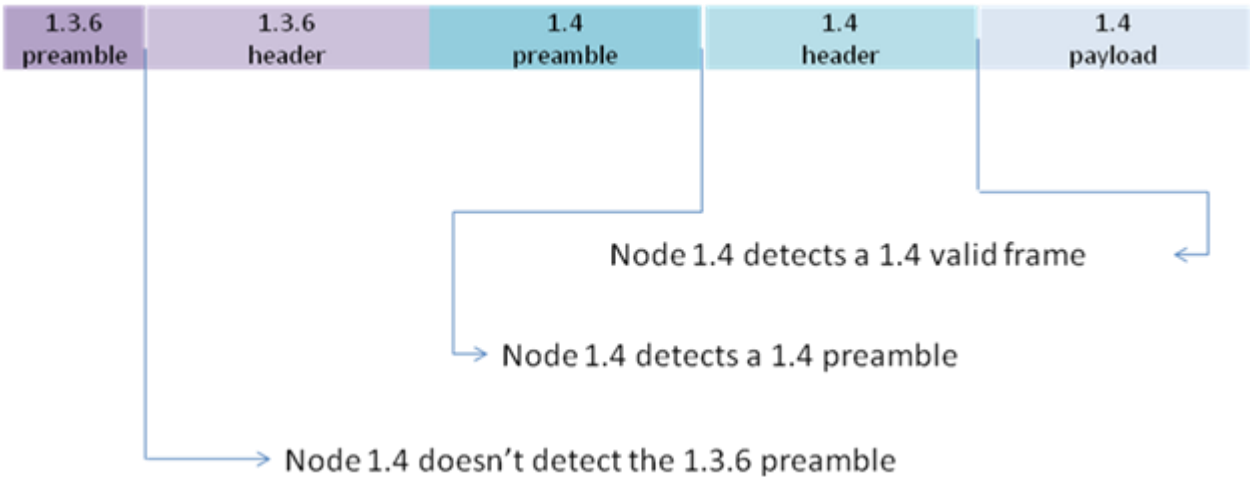 1.3.6 preamble
1.3.6 header
1.4 preamble
1.4 header
1.4 payload
Node 1.4 detects a 1.4 valid frame
Node 1.4 detects a 1.4 preamble
Node 1.4 doesn’t detect the 1.3.6 preamble